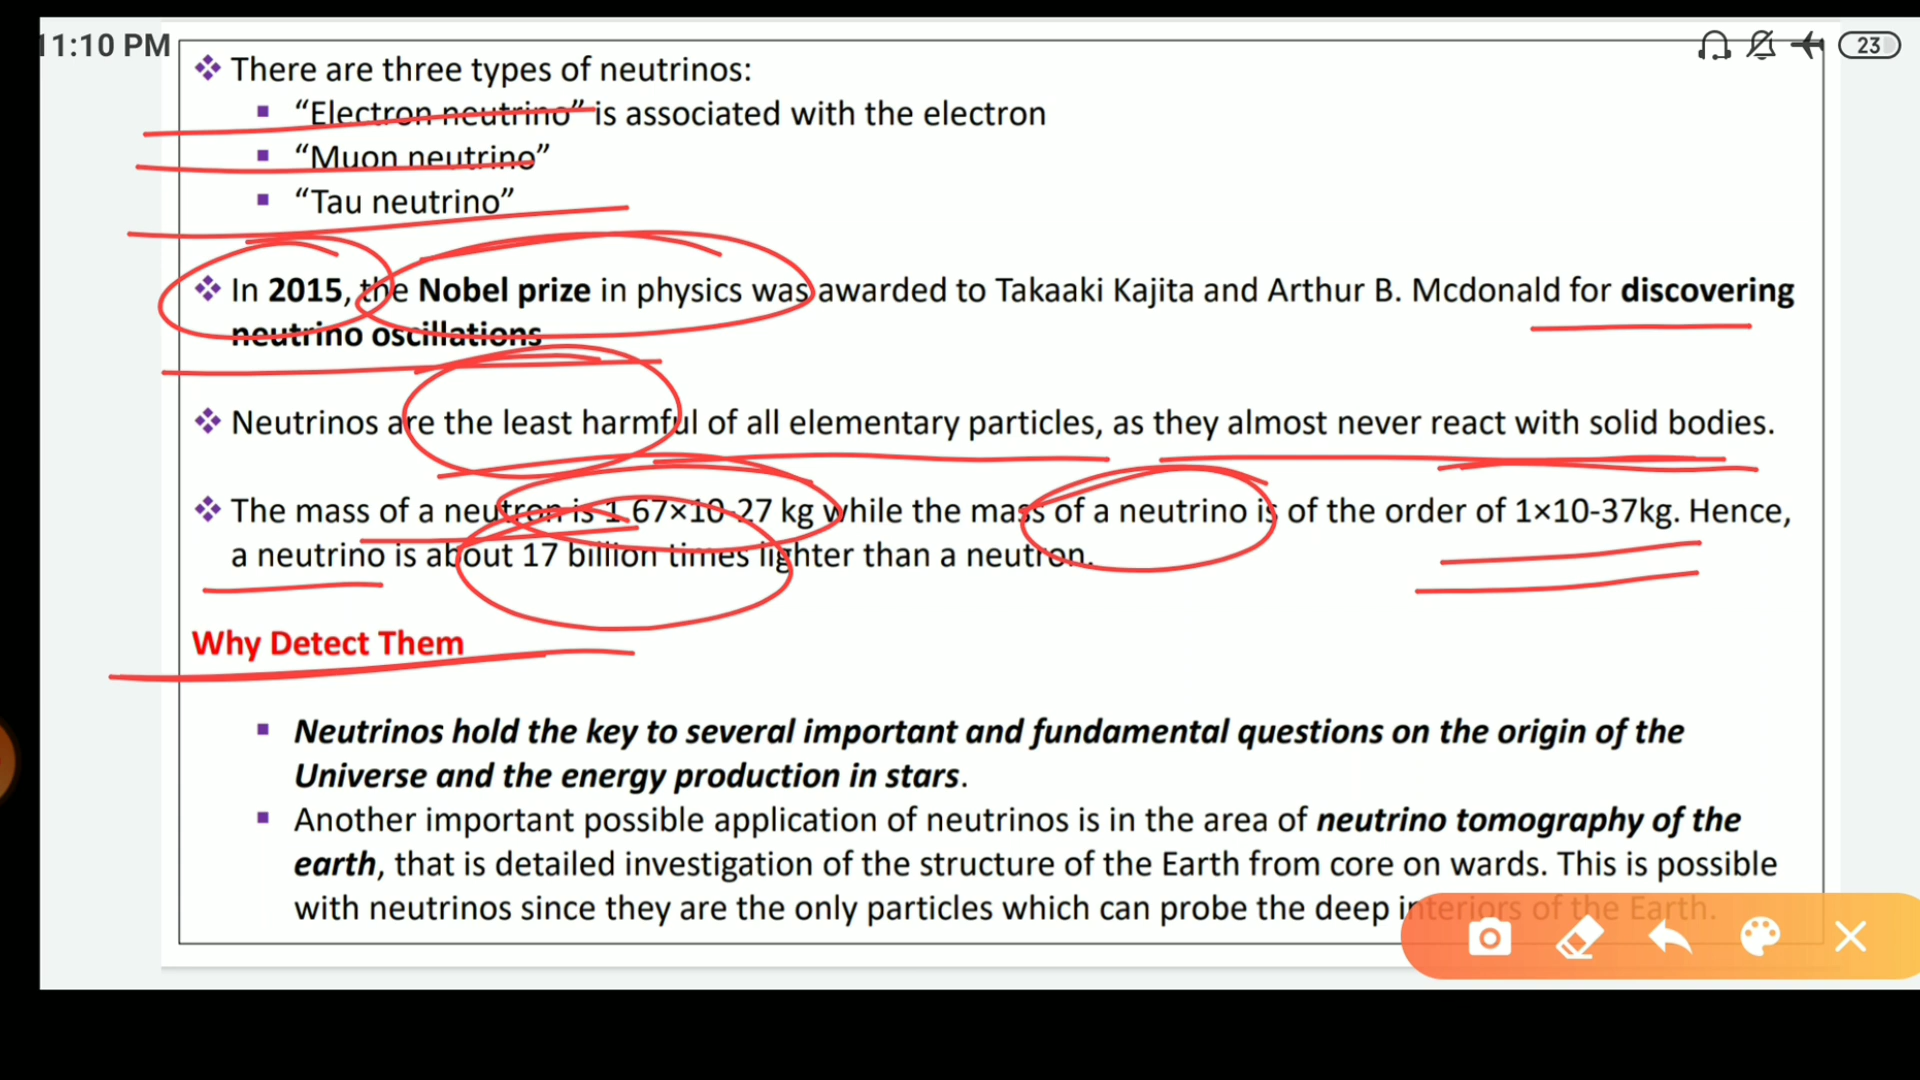 11:10 PM
23
There are three types of neutrinos:
“Electron neutrino” is associated with the electron
“Muon neutrino”
“Tau neutrino”
In 2015, the Nobel prize in physics was awarded to Takaaki Kajita and Arthur B. Mcdonald for discovering
neutrino oscillations
Neutrinos are the least harmful of all elementary particles, as they almost never react with solid bodies.
The mass of a neutron is 1.67×10-27 kg while the mass of a neutrino is of the order of 1×10-37kg. Hence,
a neutrino is about 17 billion times lighter than a neutron.
Why Detect Them
Neutrinos hold the key to several important and fundamental questions on the origin of the
Universe and the energy production in stars.
Another important possible application of neutrinos is in the area of neutrino tomography of the
earth, that is detailed investigation of the structure of the Earth from core on wards. This is possible
with neutrinos since they are the only particles which can probe the deep interiors of the Earth.